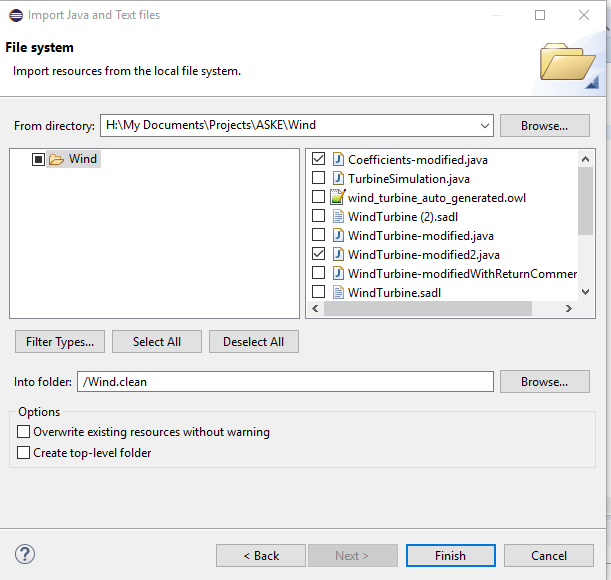 Import Java and Text files
File system
Import resources from the local file system.
From directory: H:\My Documents\Projects\ASKE\Wind Browse...
Wind
Coefficients-modified.java
TurbineSimulation.java
wind_turbine_auto_generated.owl
WindTurbine (2).sadl
WindTurbine-modified.java
WindTurbine-modified2.java
WindTurbine-modifiedWithReturnCommer
WindTurbine.sadl
Filter Types... Select All Deselect All
Into folder: /Wind.clean Browse...
Options
Overwrite existing resources without warning
Create top-level folder
? < Back Next > Finish Cancel